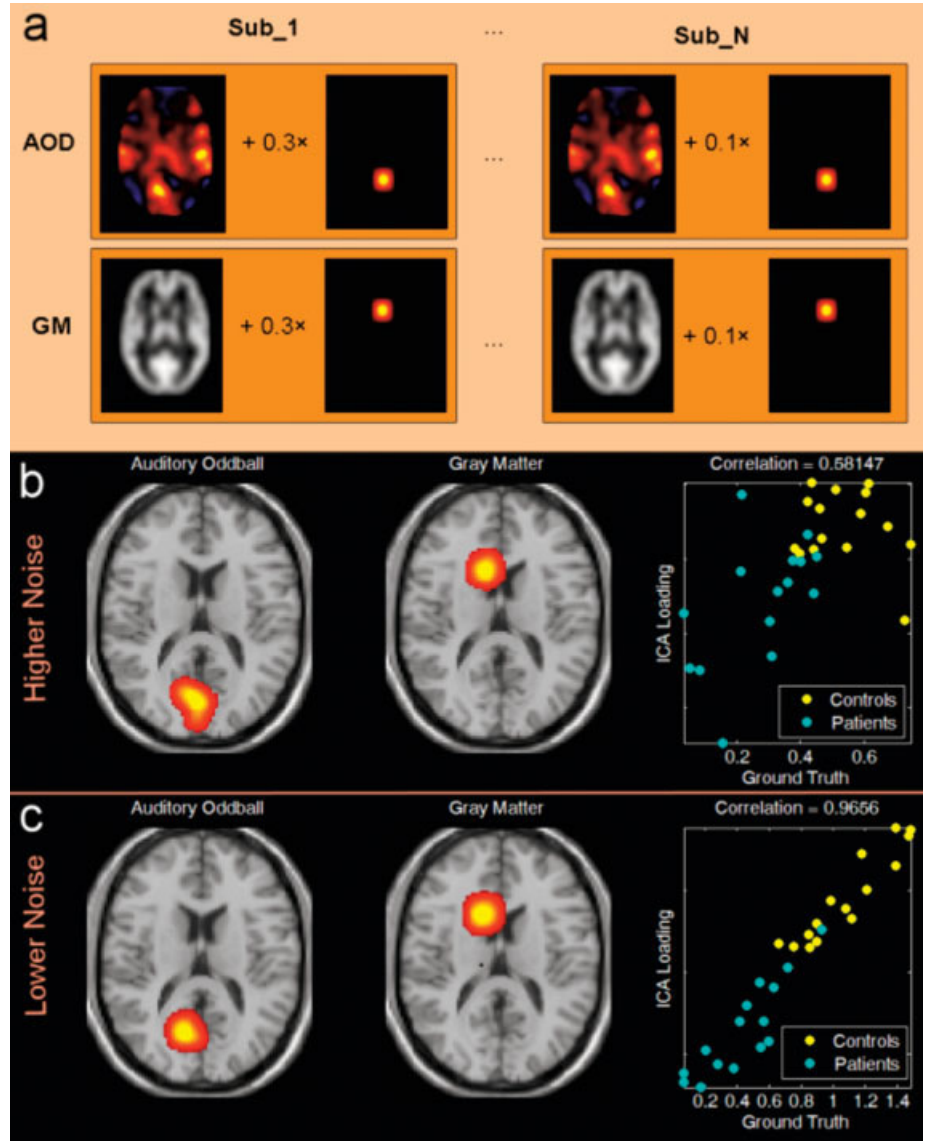 a
Sub_1 ... Sub_N
AOD
+ 0.3× ... + 0.1×
GM
+ 0.3× ... + 0.1×
b
Higher Noise
Auditory Oddball
Gray Matter
Correlation = 0.58147
ICA Loading
Controls
Patients
0.2 0.4 0.6
Ground Truth
c
Lower Noise
Auditory Oddball
Gray Matter
Correlation = 0.9656
ICA Loading
Controls
Patients
0.2 0.4 0.6 0.8 1 1.2 1.4
Ground Truth